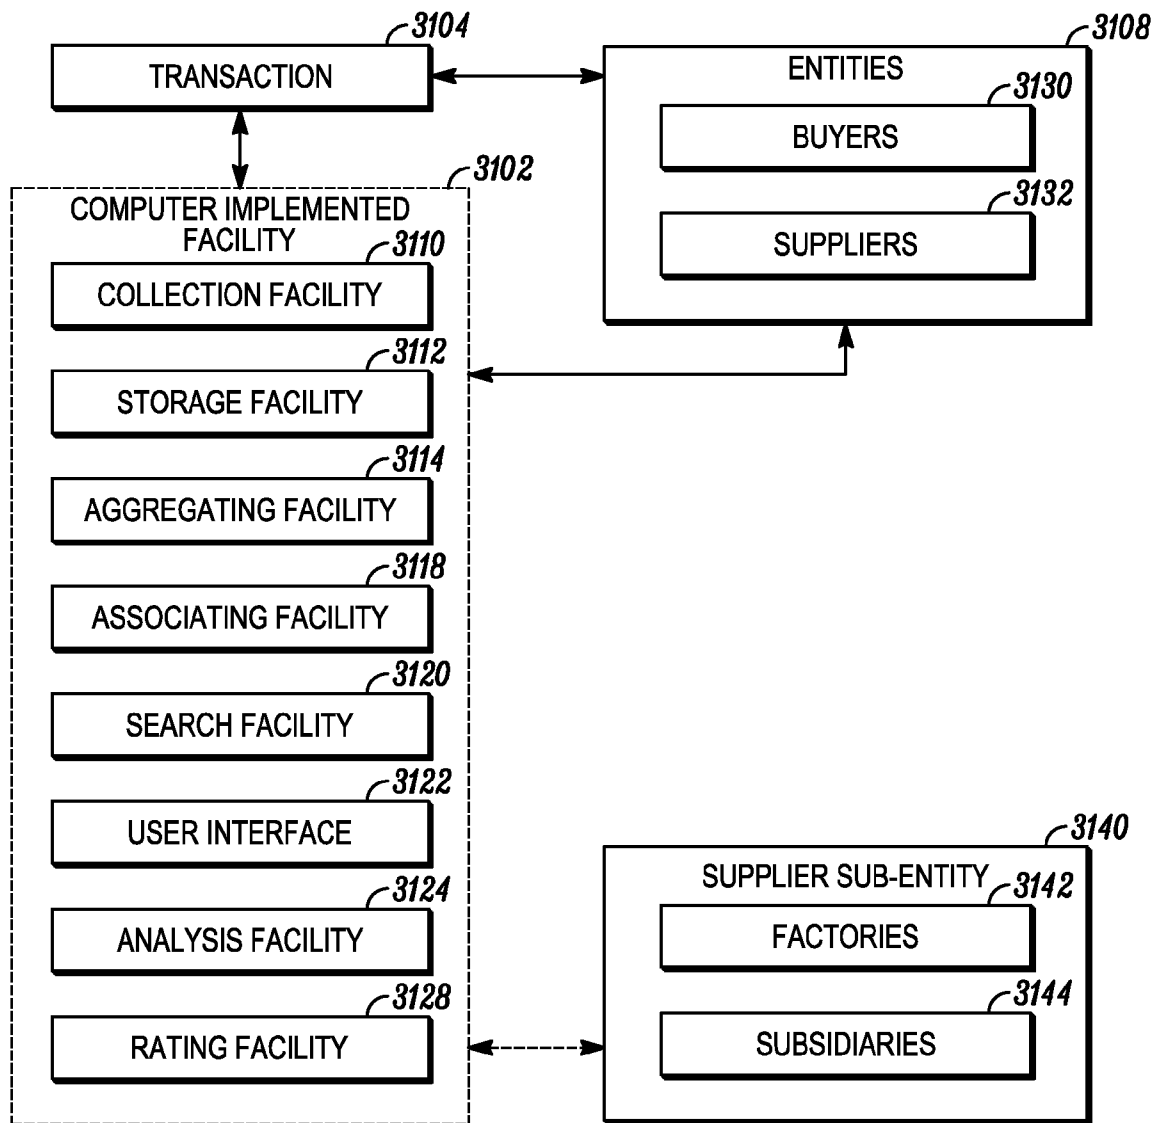 3104
TRANSACTION
3108
ENTITIES
3130
BUYERS
3132
SUPPLIERS
3102
COMPUTER IMPLEMENTED
FACILITY
3110
COLLECTION FACILITY
3112
STORAGE FACILITY
3114
AGGREGATING FACILITY
3118
ASSOCIATING FACILITY
3120
SEARCH FACILITY
3122
USER INTERFACE
3124
ANALYSIS FACILITY
3128
RATING FACILITY
3140
SUPPLIER SUB-ENTITY
3142
FACTORIES
3144
SUBSIDIARIES